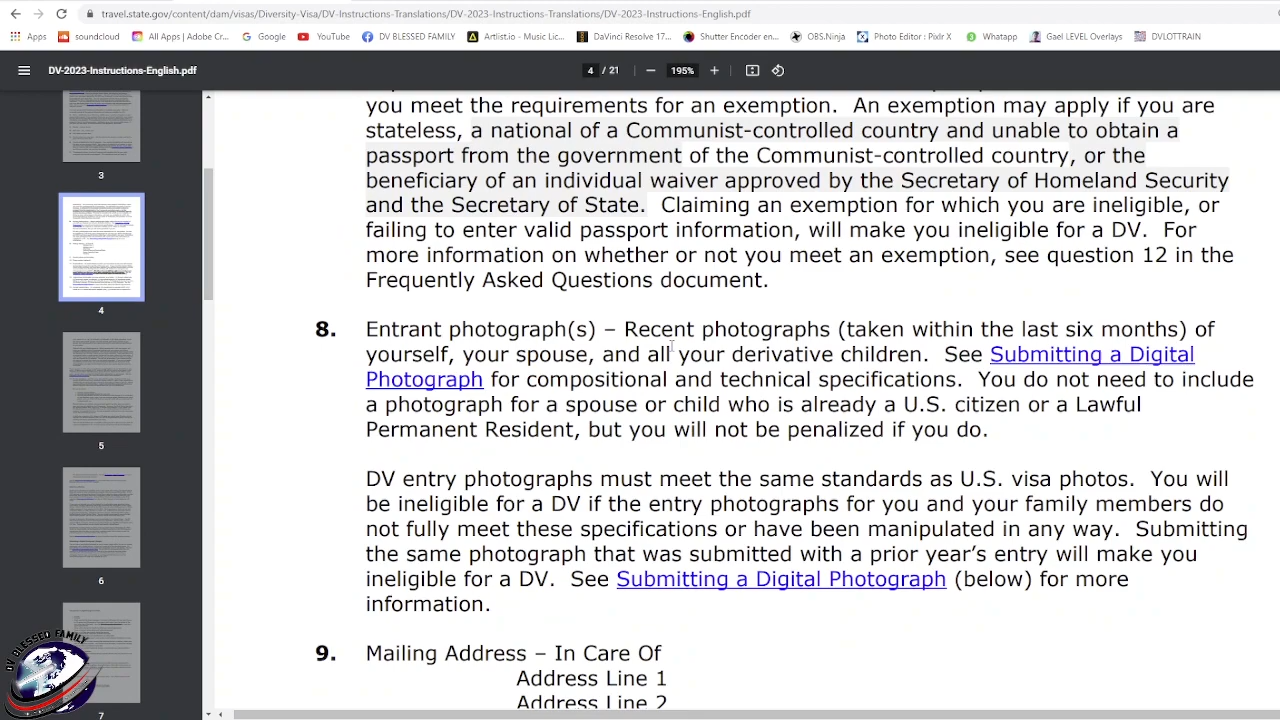 travel.state.gov/content/dam/visas/Diversity-Visa/DV-Instructions-Translations/DV-2023-Instructions-Translations/DV-2023-Instructions-English.pdf
Apps soundcloud All Apps | Adobe Cr... Google YouTube DV BLESSED FAMILY Artlist.io - Music Lic... DaVinci Resolve 17... Shutter Encoder en... OBS.Ninja Photo Editor : Pixlr X Whatapp Gael LEVEL Overlays DVLOTTRAIN
DV-2023-Instructions-English.pdf 4 / 21 195%
you meet the requirements for an exemption. An exemption may apply if you are
stateless, a national of a Communist-controlled country and unable to obtain a
passport from the government of the Communist-controlled country, or the
beneficiary of an individual waiver approved by the Secretary of Homeland Security
and the Secretary of State. Claiming an exemption for which you are ineligible, or
failing to enter valid passport information, will make you ineligible for a DV. For
more information on whether or not you meet an exemption, see question 12 in the
Frequently Asked Questions document.
8. Entrant photograph(s) – Recent photographs (taken within the last six months) of
yourself, your spouse, and all your derivative children. See Submitting a Digital
Photograph for compositional and technical specifications. You do not need to include
a photograph for a spouse or child who is already a U.S. citizen or a Lawful
Permanent Resident, but you will not be penalized if you do.
DV entry photographs must meet the same standards as U.S. visa photos. You will
be ineligible for a DV if the entry photographs for you and your family members do
not fully meet these specifications or have been manipulated in any way. Submitting
the same photograph that was submitted with a prior year's entry will make you
ineligible for a DV. See Submitting a Digital Photograph (below) for more
information.
9. Mailing Address – In Care Of
Address Line 1
Address Line 2
3
4
5
6
7
DV BLESSED FAMILY